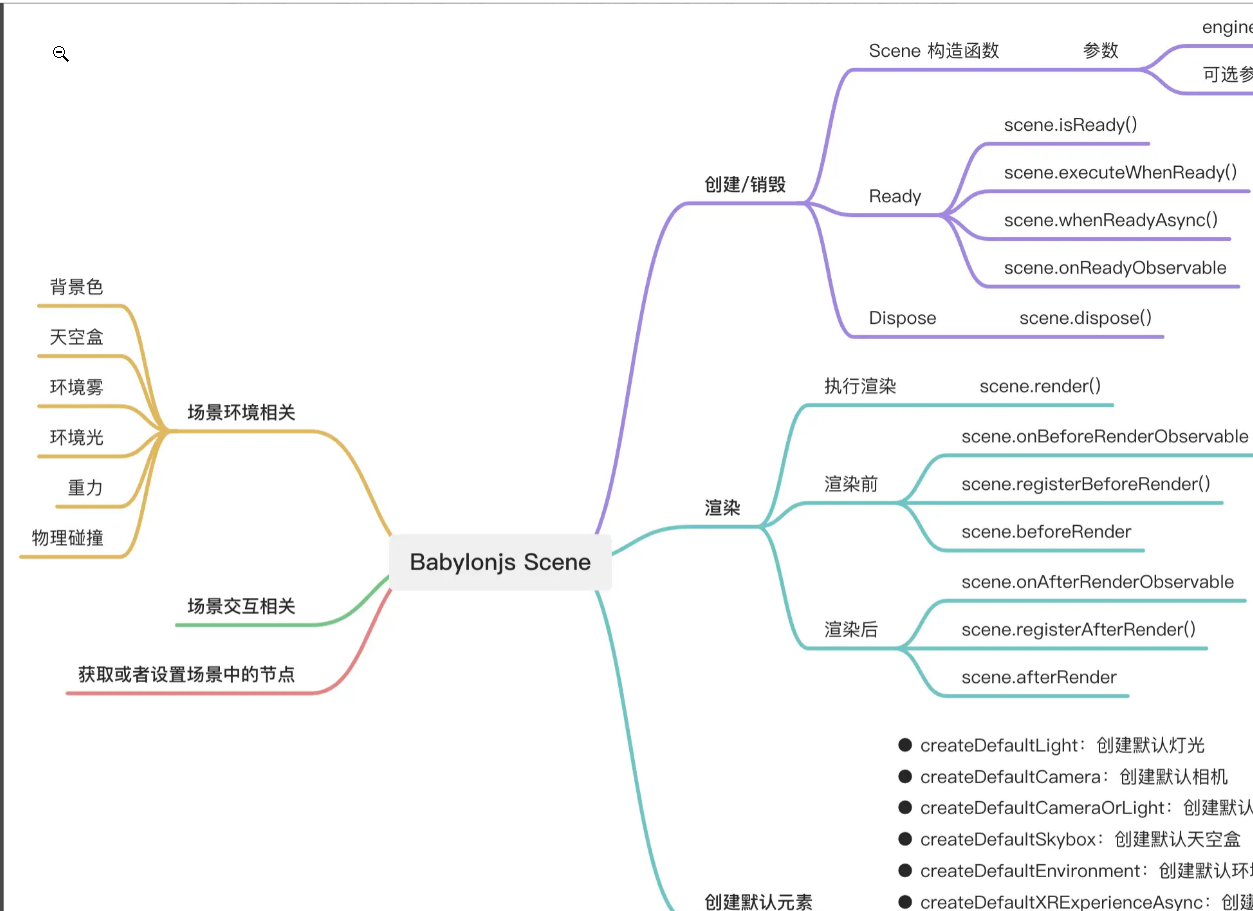 Babylonjs Scene
创建/销毁
Scene 构造函数
参数
engine
可选参
Ready
scene.isReady()
scene.executeWhenReady()
scene.whenReadyAsync()
scene.onReadyObservable
Dispose
scene.dispose()
渲染
执行渲染
scene.render()
渲染前
scene.onBeforeRenderObservable
scene.registerBeforeRender()
scene.beforeRender
渲染后
scene.onAfterRenderObservable
scene.registerAfterRender()
scene.afterRender
创建默认元素
createDefaultLight：创建默认灯光
createDefaultCamera：创建默认相机
createDefaultCameraOrLight：创建默认
createDefaultSkybox：创建默认天空盒
createDefaultEnvironment：创建默认环
createDefaultXRExperienceAsync：创建
场景环境相关
背景色
天空盒
环境雾
环境光
重力
物理碰撞
场景交互相关
获取或者设置场景中的节点